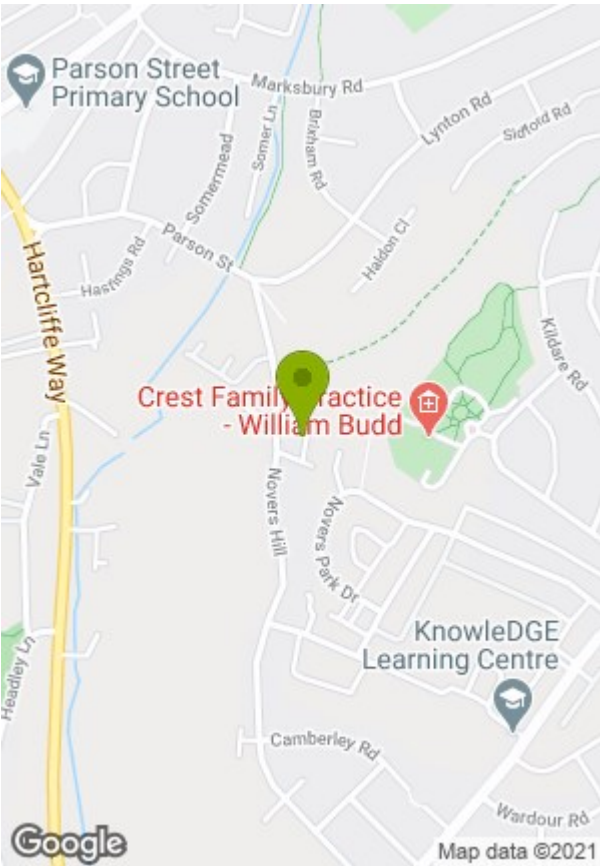 Parson Street
Primary School
Marksbury Rd
Lynton Rd
Sidford Rd
Brixham Rd
Somer Ln
Somermead
Parson St
Hastings Rd
Haldon Cl
Hartcliffe Way
Kildare Rd
Crest Family Practice
- William Budd
Vale Ln
Novers Hill
Novers Park Dr
KnowleDGE
Learning Centre
Headley Ln
Camberley Rd
Wardour Rd
Google
Map data ©2021